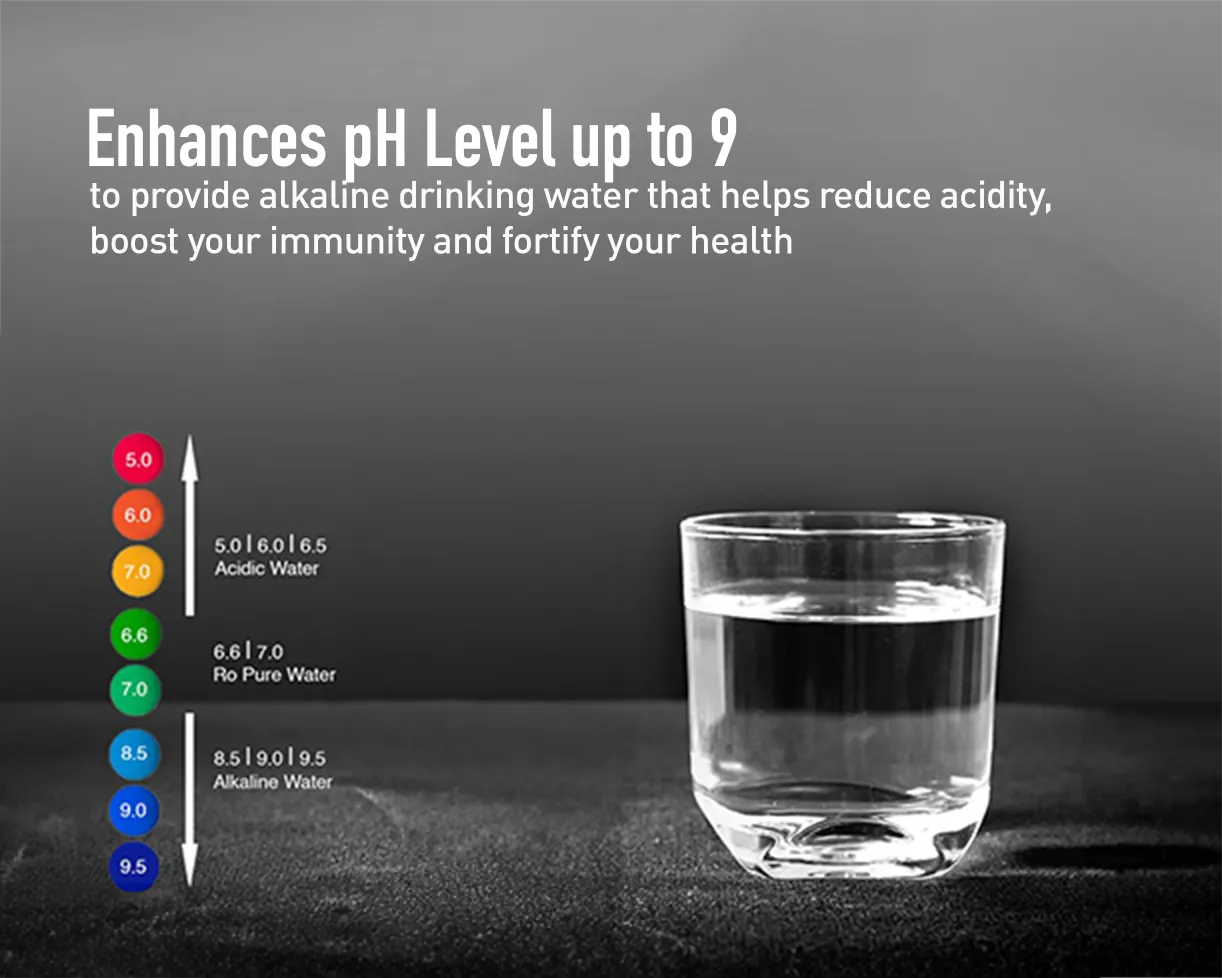 Enhances pH Level up to 9
to provide alkaline drinking water that helps reduce acidity,
boost your immunity and fortify your health
5.0
6.0
7.0
5.0 | 6.0 | 6.5
Acidic Water
6.6
7.0
6.6 | 7.0
Ro Pure Water
8.5
9.0
9.5
8.5 | 9.0 | 9.5
Alkaline Water